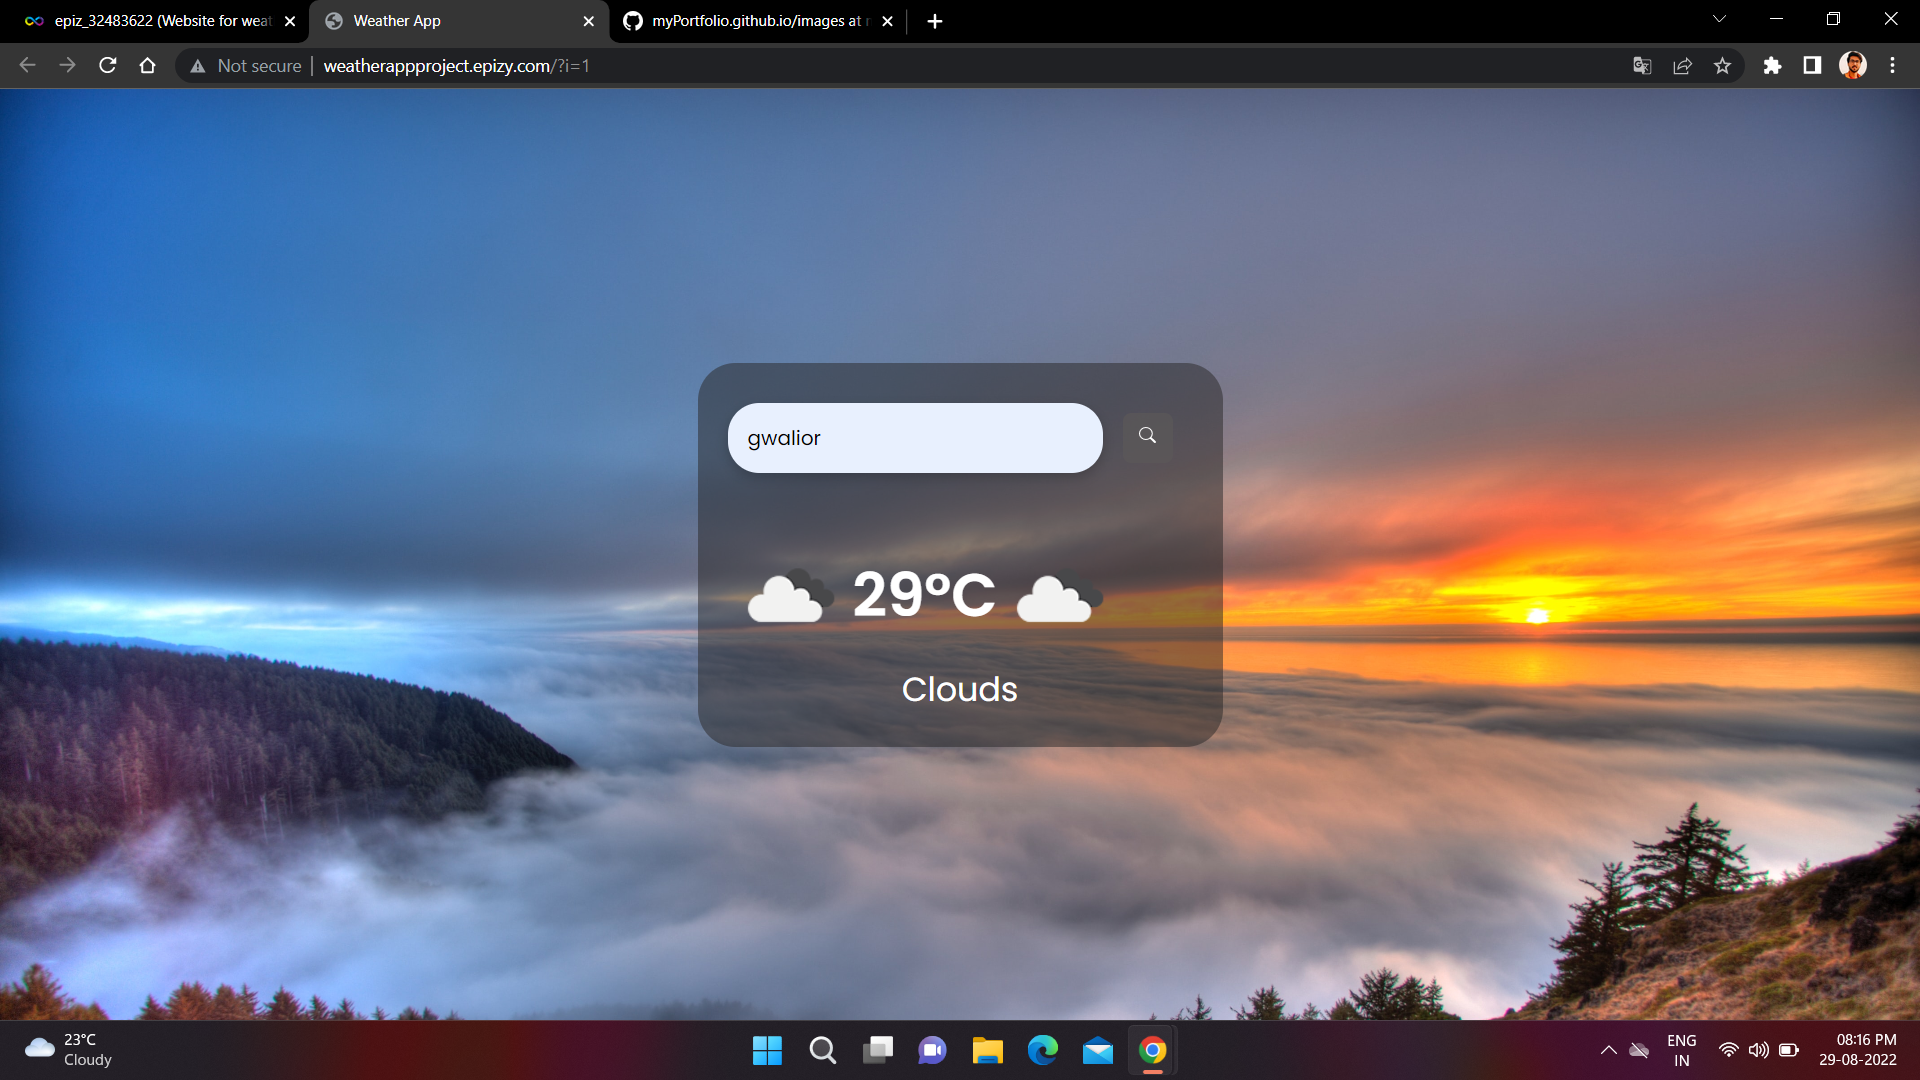 epiz_32483622 (Website for weat
Weather App
myPortfolio.github.io/images at
Not secure
weatherappproject.epizy.com/?i=1
gwalior
29°C
Clouds
23°C
Cloudy
ENG
IN
08:16 PM
29-08-2022